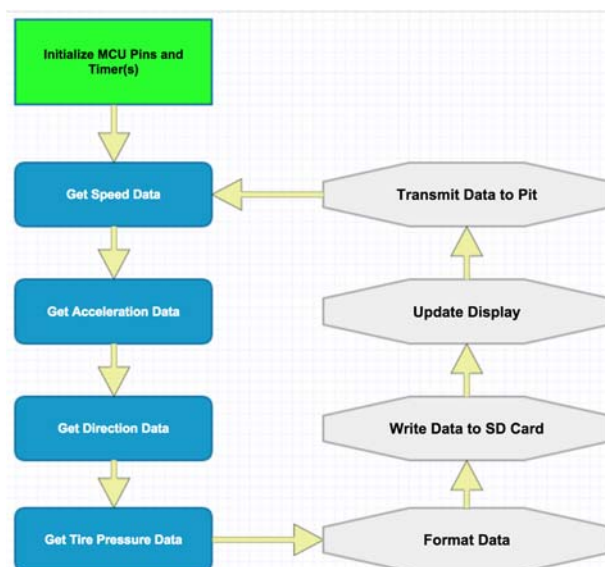 Initialize MCU Pins and
Timer(s)
Get Speed Data
Transmit Data to Pit
Get Acceleration Data
Update Display
Get Direction Data
Write Data to SD Card
Get Tire Pressure Data
Format Data